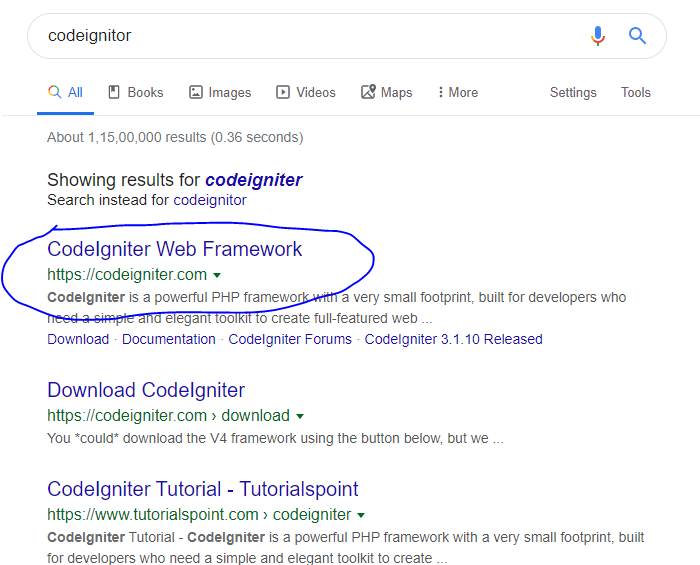 codeignitor
All Books Images Videos Maps More Settings Tools
About 1,15,00,000 results (0.36 seconds)
Showing results for codeigniter
Search instead for codeignitor
CodeIgniter Web Framework
https://codeigniter.com
CodeIgniter is a powerful PHP framework with a very small footprint, built for developers who
need a simple and elegant toolkit to create full-featured web ...
Download · Documentation · CodeIgniter Forums · CodeIgniter 3.1.10 Released
Download CodeIgniter
https://codeigniter.com › download
You *could* download the V4 framework using the button below, but we ...
CodeIgniter Tutorial - Tutorialspoint
https://www.tutorialspoint.com › codeigniter
CodeIgniter Tutorial - CodeIgniter is a powerful PHP framework with a very small footprint, built
for developers who need a simple and elegant toolkit to create ...